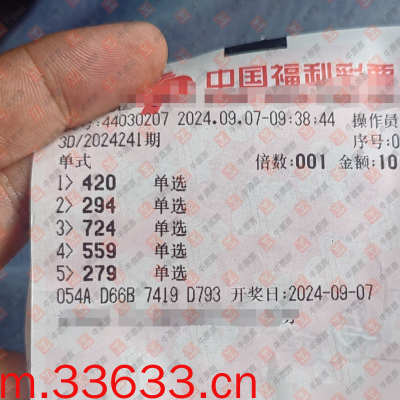 中国福利彩票
:44030207 2024.09.07-09:38:44 操作员
3D/2024241期 序号:0
单式 倍数:001 金额:10
1> 420 单选
2> 294 单选
3> 724 单选
4> 559 单选
5> 279 单选
054A D66B 7419 D793 开奖日:2024-09-07
m.33633.cn